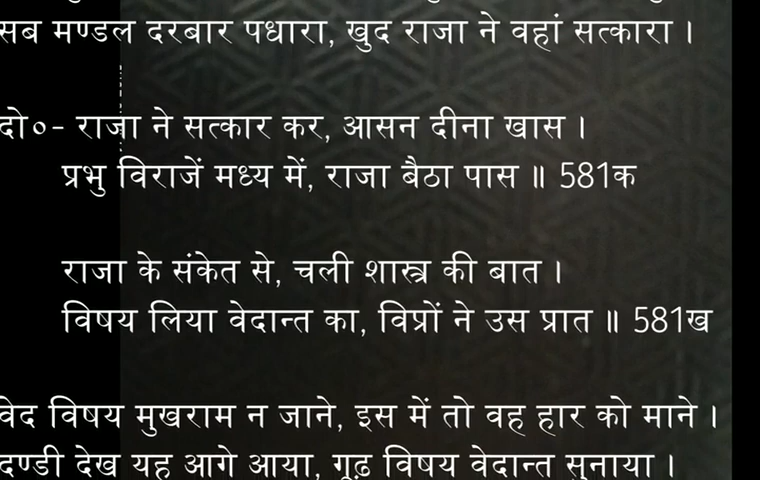 सब मण्डल दरबार पधारा, खुद राजा ने वहां सत्कारा ।
दो०- राजा ने सत्कार कर, आसन दीना खास ।
प्रभु विराजें मध्य में, राजा बैठा पास ॥ 581क
राजा के संकेत से, चली शास्त्र की बात ।
विषय लिया वेदान्त का, विप्रों ने उस प्रात ॥ 581ख
वेद विषय मुखराम न जाने, इस में तो वह हार को माने ।
दण्डी देख यह आगे आया, गूढ़ विषय वेदान्त सुनाया ।